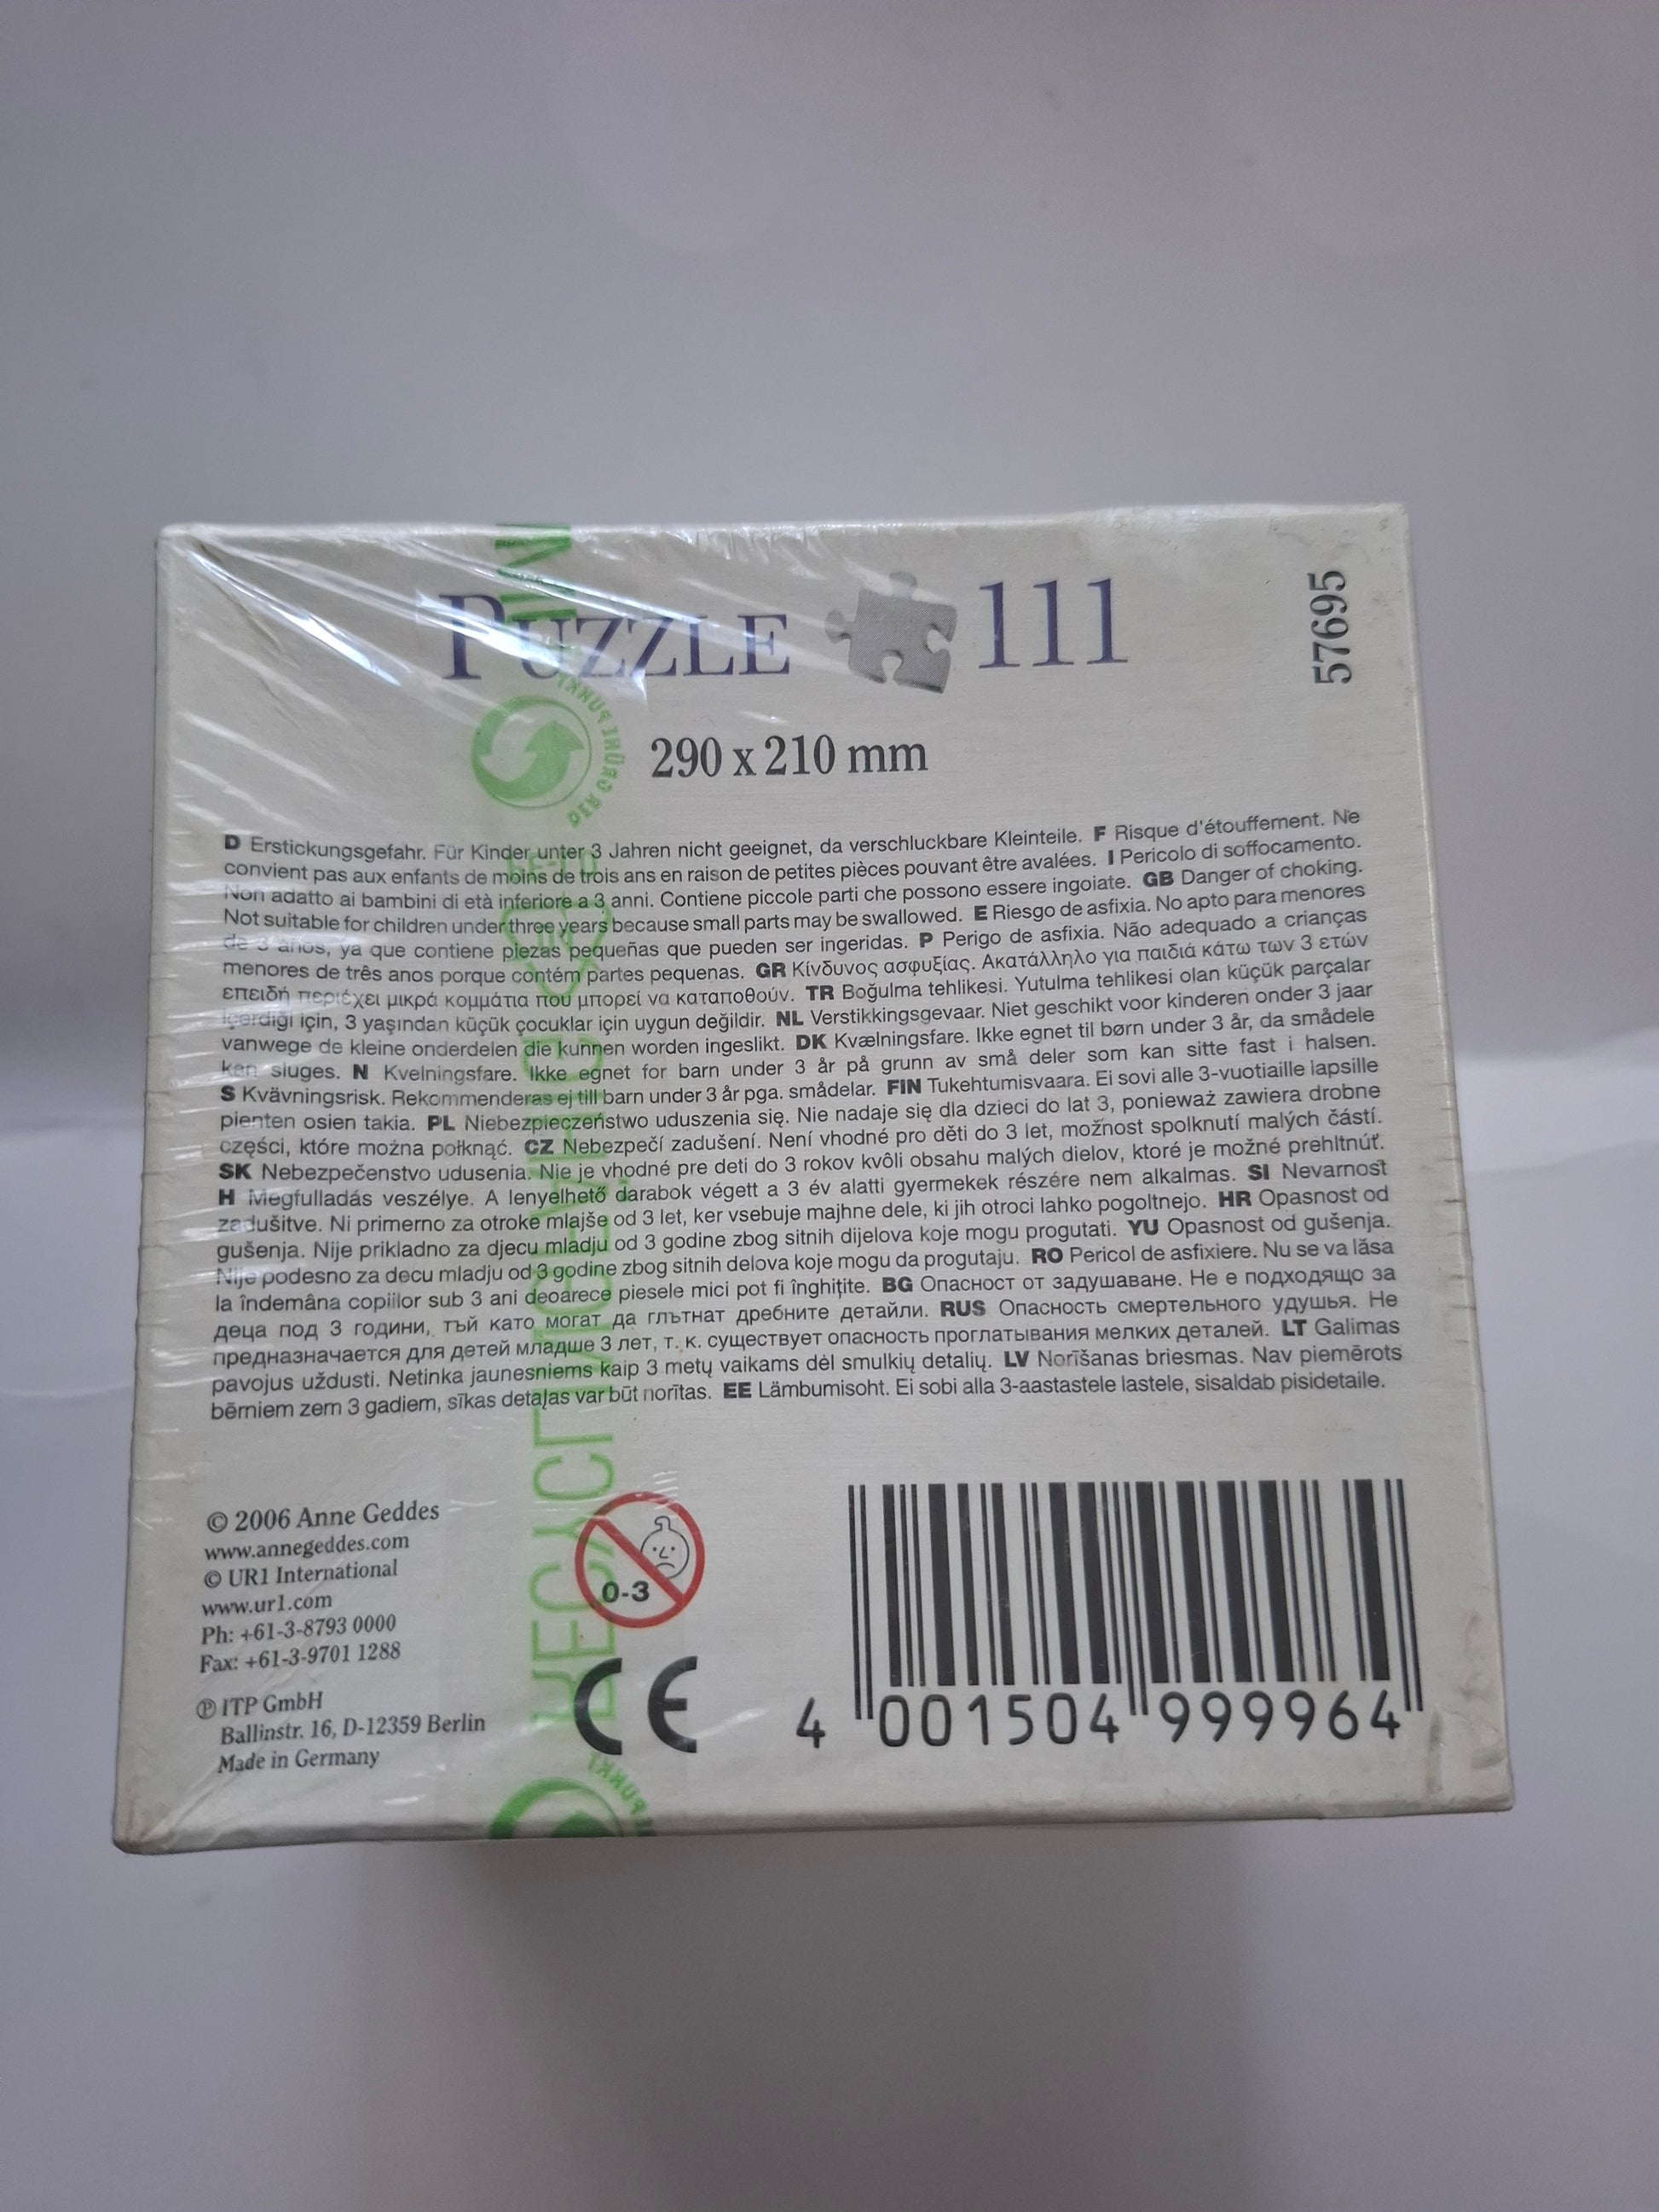 PUZZLE 111
57695
290 x 210 mm
D Erstickungsgefahr. Für Kinder unter 3 Jahren nicht geeignet, da verschluckbare Kleinteile. F Risque d'étouffement. Ne
convient pas aux enfants de moins de trois ans en raison de petites pièces pouvant être avalées. I Pericolo di soffocamento.
Non adatto ai bambini di età inferiore a 3 anni. Contiene piccole parti che possono essere ingoiate. GB Danger of choking.
Not suitable for children under three years because small parts may be swallowed. E Riesgo de asfixia. No apto para menores
de 3 años, ya que contiene piezas pequeñas que pueden ser ingeridas. P Perigo de asfixia. Não adequado a crianças
menores de três anos porque contém partes pequenas. GR Κίνδυνος ασφυξίας. Ακατάλληλο για παιδιά κάτω των 3 ετών
επειδή περιέχει μικρά κομμάτια που μπορεί να καταποθούν. TR Boğulma tehlikesi. Yutulma tehlikesi olan küçük parçalar
içerdiği için, 3 yaşından küçük çocuklar için uygun değildir. NL Verstikkingsgevaar. Niet geschikt voor kinderen onder 3 jaar
vanwege de kleine onderdelen die kunnen worden ingeslikt. DK Kvælningsfare. Ikke egnet til børn under 3 år, da smådele
kan sluges. N Kvelningsfare. Ikke egnet for barn under 3 år på grunn av små deler som kan sitte fast i halsen.
S Kvävningsrisk. Rekommenderas ej till barn under 3 år pga. smådelar. FIN Tukehtumisvaara. Ei sovi alle 3-vuotiaille lapsille
pienten osien takia. PL Niebezpieczeństwo uduszenia się. Nie nadaje się dla dzieci do lat 3, ponieważ zawiera drobne
części, które można połknąć. CZ Nebezpečí zadušení. Není vhodné pro děti do 3 let, možnost spolknutí malých částí.
SK Nebezpečenstvo udusenia. Nie je vhodné pre deti do 3 rokov kvôli obsahu malých dielov, ktoré je možné prehltnúť.
H Megfulladás veszélye. A lenyelhető darabok végett a 3 év alatti gyermekek részére nem alkalmas. SI Nevarnost
zadušitve. Ni primerno za otroke mlajše od 3 let, ker vsebuje majhne dele, ki jih otroci lahko pogoltnejo. HR Opasnost od
gušenja. Nije prikladno za djecu mladju od 3 godine zbog sitnih dijelova koje mogu progutati. YU Opasnost od gušenja.
Nije podesno za decu mladju od 3 godine zbog sitnih delova koje mogu da progutaju. RO Pericol de asfixiere. Nu se va lăsa
la îndemâna copiilor sub 3 ani deoarece piesele mici pot fi înghițite. BG Опасност от задушаване. Не е подходящо за
деца под 3 години, тъй като могат да глътнат дребните детайли. RUS Опасность смертельного удушья. Не
предназначается для детей младше 3 лет, т. к. существует опасность проглатывания мелких деталей. LT Galimas
pavojus uždusti. Netinka jaunesniems kaip 3 metų vaikams dėl smulkių detalių. LV Norīšanas briesmas. Nav piemērots
bērniem zem 3 gadiem, sīkas detaļas var būt norītas. EE Lämbumisoht. Ei sobi alla 3-aastastele lastele, sisaldab pisidetaile.
© 2006 Anne Geddes
www.annegeddes.com
© UR1 International
www.ur1.com
Ph: +61-3-8793 0000
Fax: +61-3-9701 1288
Ⓟ ITP GmbH
Ballinstr. 16, D-12359 Berlin
Made in Germany
0-3
CE
4 001504 999964
DER GRÜNE PUNKT